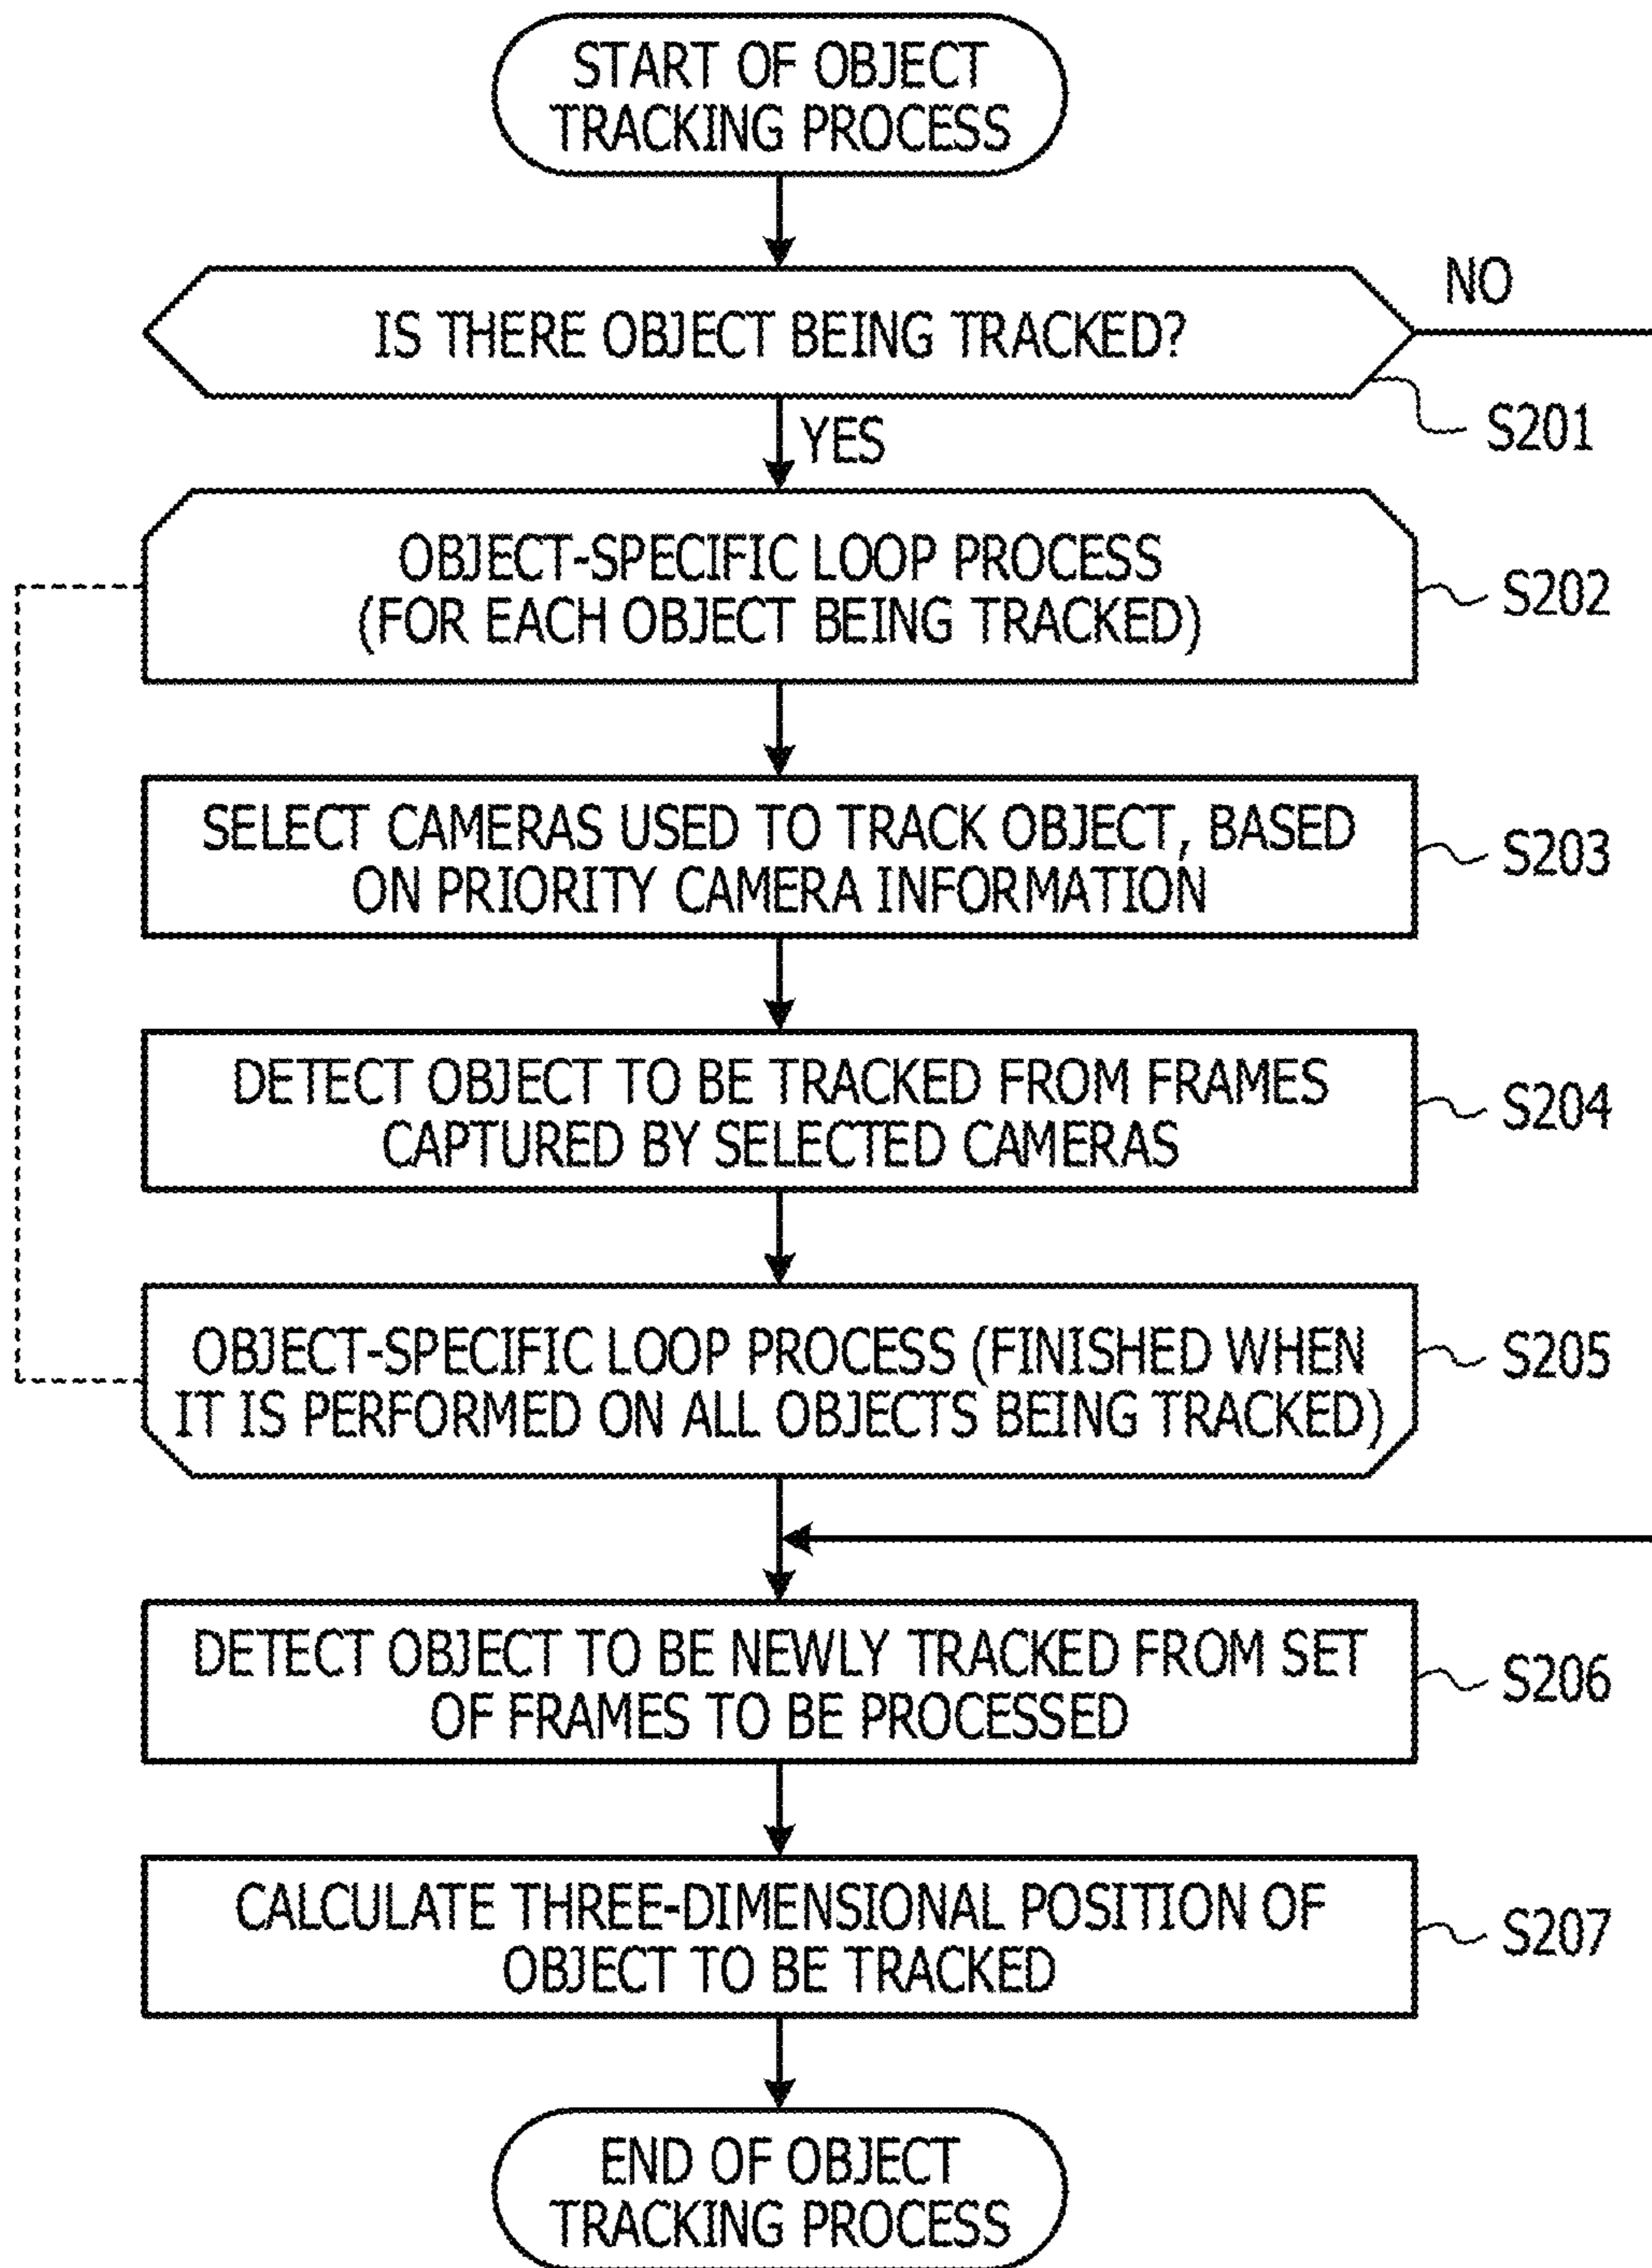 START OF OBJECT
TRACKING PROCESS
IS THERE OBJECT BEING TRACKED?
NO
S201
YES
OBJECT-SPECIFIC LOOP PROCESS
(FOR EACH OBJECT BEING TRACKED)
S202
SELECT CAMERAS USED TO TRACK OBJECT, BASED
ON PRIORITY CAMERA INFORMATION
S203
DETECT OBJECT TO BE TRACKED FROM FRAMES
CAPTURED BY SELECTED CAMERAS
S204
OBJECT-SPECIFIC LOOP PROCESS (FINISHED WHEN
IT IS PERFORMED ON ALL OBJECTS BEING TRACKED)
S205
DETECT OBJECT TO BE NEWLY TRACKED FROM SET
OF FRAMES TO BE PROCESSED
S206
CALCULATE THREE-DIMENSIONAL POSITION OF
OBJECT TO BE TRACKED
S207
END OF OBJECT
TRACKING PROCESS